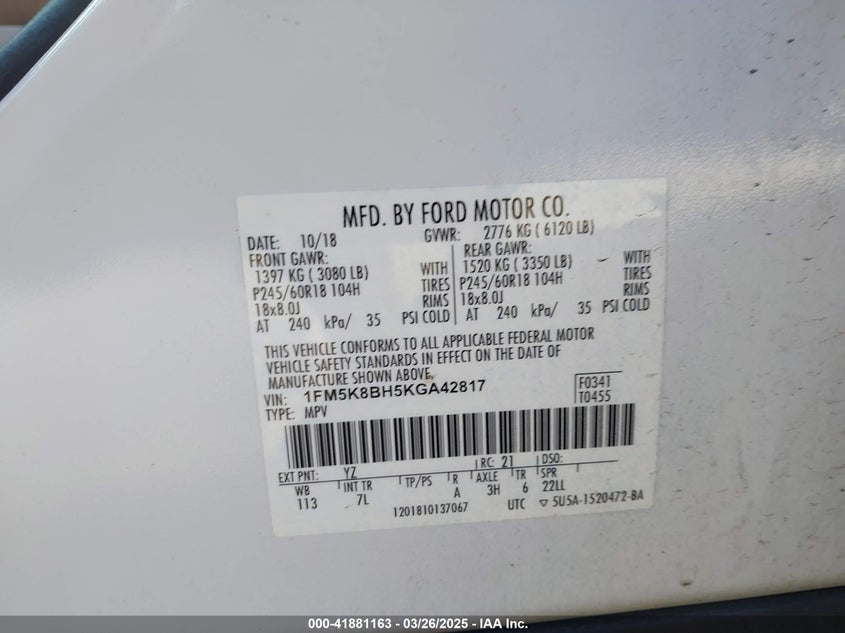 MFD. BY FORD MOTOR CO.
DATE: 10/18 GVWR: 2776 KG ( 6120 LB)
FRONT GAWR: REAR GAWR:
1397 KG ( 3080 LB) WITH 1520 KG ( 3350 LB) WITH
P245/60R18 104H TIRES P245/60R18 104H TIRES
18x8.0J RIMS 18x8.0J RIMS
AT 240 kPa/ 35 PSI COLD AT 240 kPa/ 35 PSI COLD
THIS VEHICLE CONFORMS TO ALL APPLICABLE FEDERAL MOTOR
VEHICLE SAFETY STANDARDS IN EFFECT ON THE DATE OF
MANUFACTURE SHOWN ABOVE.
VIN: 1FM5K8BH5KGA42817 F0341
TYPE: MPV T0455
EXT PNT: YZ RC: 21 DSO:
WB INT TR TP/PS R AXLE TR SPR
113 7L A 3H 6 22LL
1201810137067 UTC ▽ 5U5A-1520472-BA
000-41881163 - 03/26/2025 - IAA Inc.